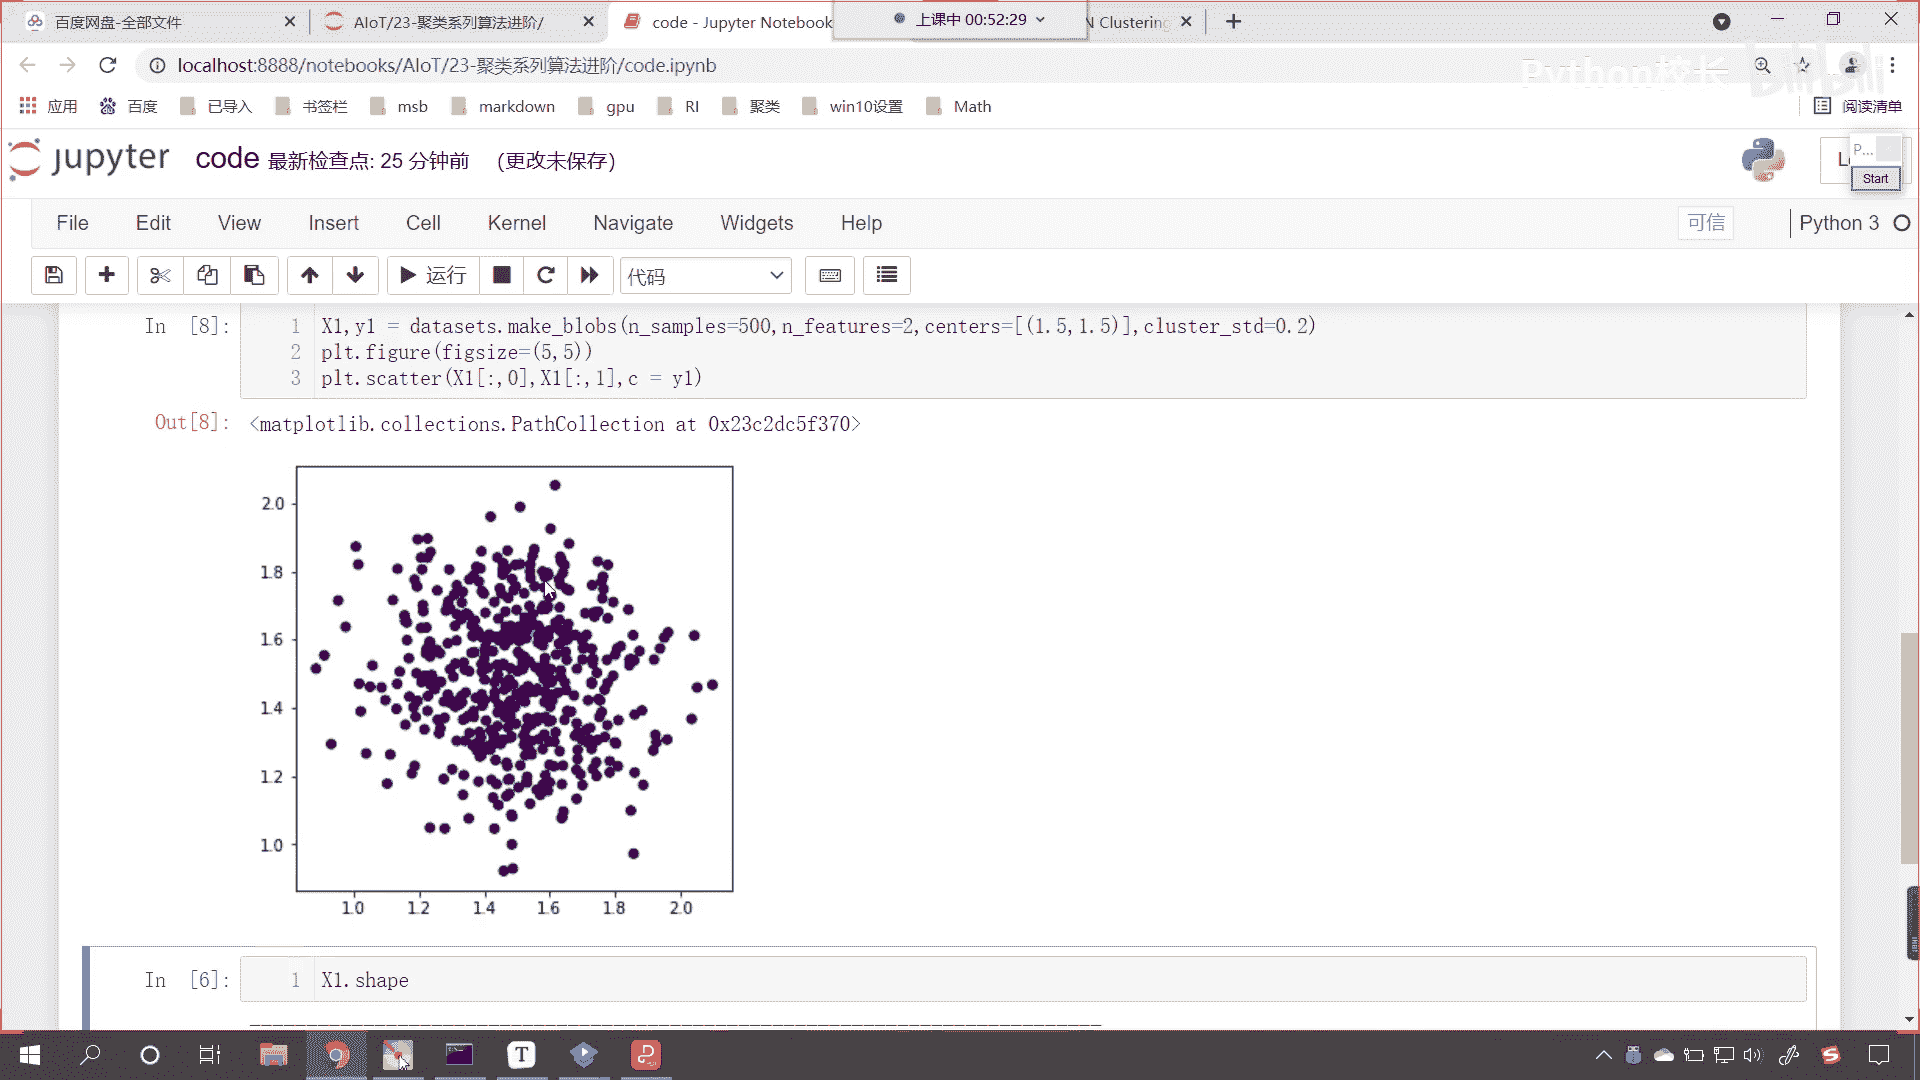 百度网盘-全部文件
AIoT/23-聚类系列算法进阶/
code - Jupyter Notebook
上课中 00:52:29
N Clustering
localhost:8888/notebooks/AIoT/23-聚类系列算法进阶/code.ipynb
Python校长
bilibili
应用 百度 已导入 书签栏 msb markdown gpu RI 聚类 win10设置 Math 阅读清单
jupyter code 最新检查点: 25 分钟前 (更改未保存)
P...
Start
File Edit View Insert Cell Kernel Navigate Widgets Help 可信 Python 3
运行 代码
In [8]:
1 X1,y1 = datasets.make_blobs(n_samples=500,n_features=2,centers=[(1.5,1.5)],cluster_std=0.2)
2 plt.figure(figsize=(5,5))
3 plt.scatter(X1[:,0],X1[:,1],c = y1)
Out[8]: <matplotlib.collections.PathCollection at 0x23c2dc5f370>
2.0
1.8
1.6
1.4
1.2
1.0
1.0 1.2 1.4 1.6 1.8 2.0
In [6]: 1 X1.shape